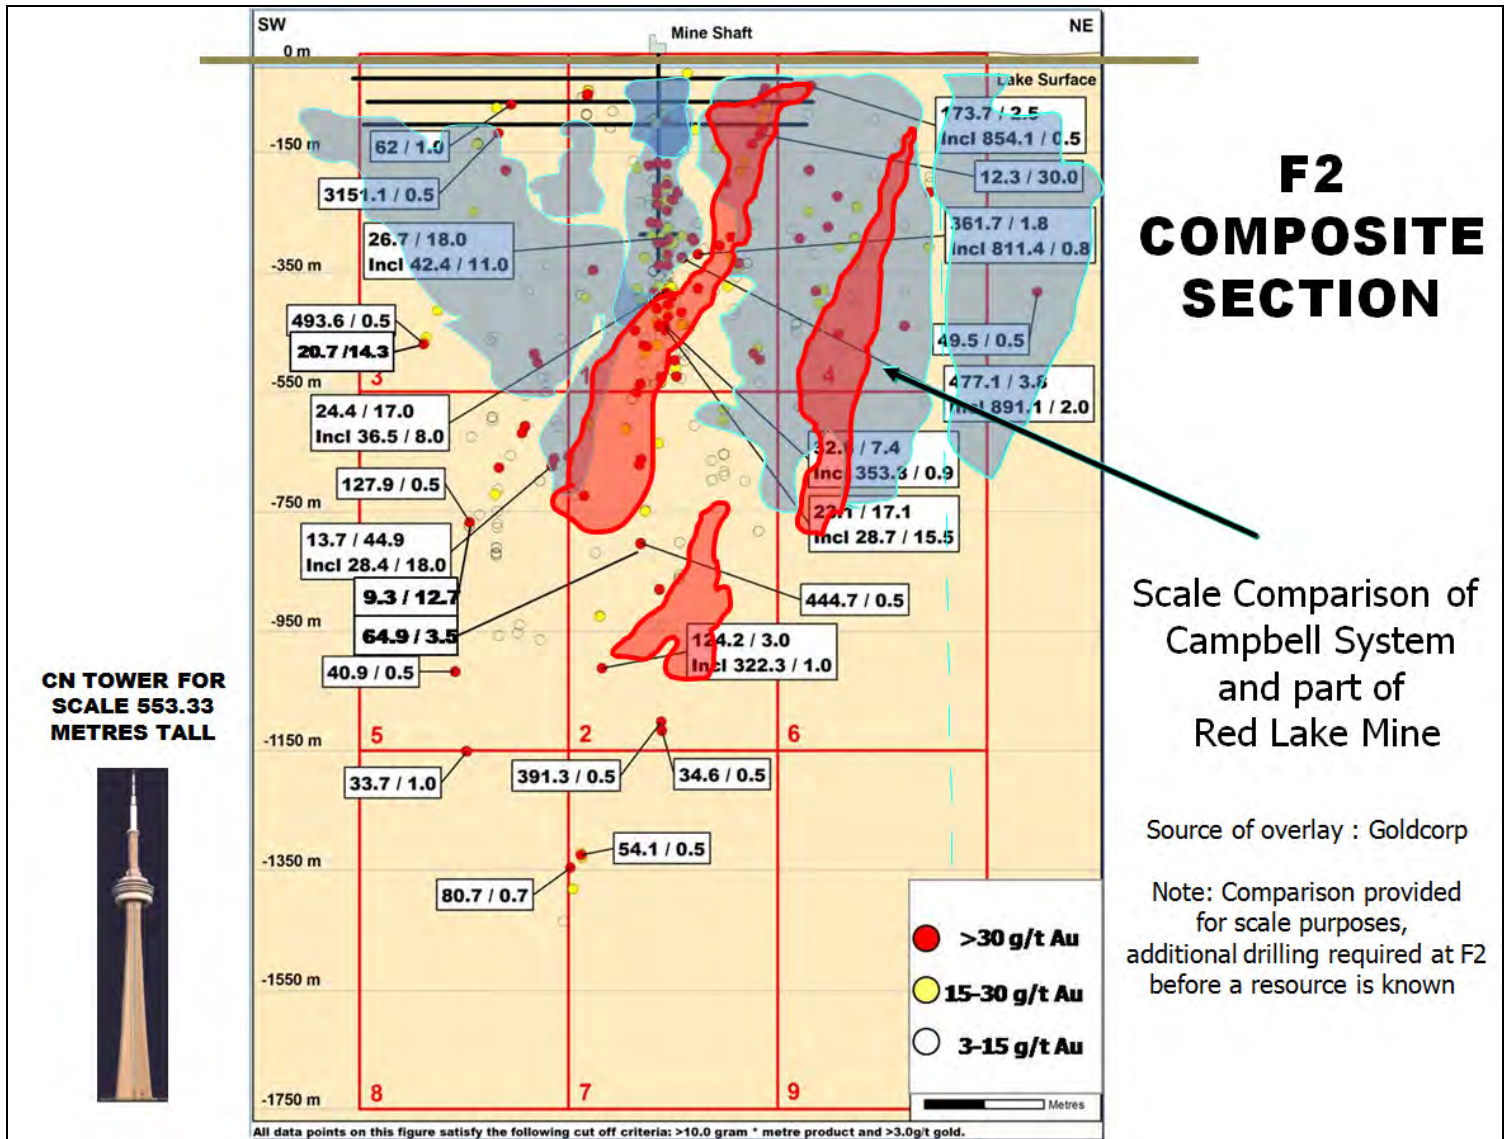 SW
Mine Shaft
NE
0 m
Lake Surface
173.7 / 2.5
Incl 854.1 / 0.5
62 / 1.0
-150 m
12.3 / 30.0
3151.1 / 0.5
361.7 / 1.8
Incl 811.4 / 0.8
26.7 / 18.0
Incl 42.4 / 11.0
-350 m
493.6 / 0.5
20.7 /14.3
49.5 / 0.5
-550 m
3
1
4
477.1 / 3.8
Incl 891.1 / 2.0
24.4 / 17.0
Incl 36.5 / 8.0
/ 7.4
Incl 353.3 / 0.9
127.9 / 0.5
-750 m
/ 17.1
Incl 28.7 / 15.5
13.7 / 44.9
Incl 28.4 / 18.0
9.3 / 12.7
444.7 / 0.5
-950 m
64.9 / 3.5
124.2 / 3.0
Incl 322.3 / 1.0
40.9 / 0.5
5
2
6
-1150 m
33.7 / 1.0
391.3 / 0.5
34.6 / 0.5
54.1 / 0.5
-1350 m
80.7 / 0.7
>30 g/t Au
15-30 g/t Au
3-15 g/t Au
-1550 m
-1750 m
8
7
9
Metres
All data points on this figure satisfy the following cut off criteria: >10.0 gram * metre product and >3.0g/t gold.
CN TOWER FOR
SCALE 553.33
METRES TALL
F2
COMPOSITE
SECTION
Scale Comparison of
Campbell System
and part of
Red Lake Mine
Source of overlay : Goldcorp
Note: Comparison provided
for scale purposes,
additional drilling required at F2
before a resource is known